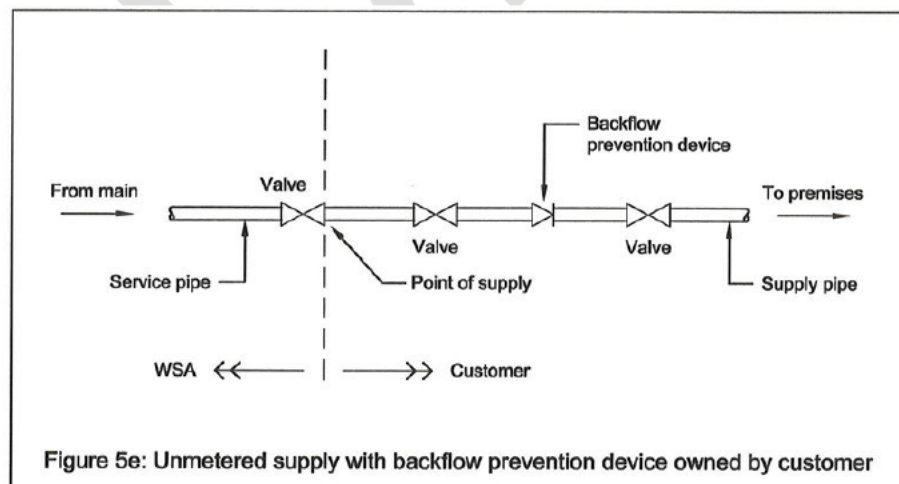 Backflow
prevention device
From main
Valve
To premises
Valve
Valve
Service pipe
Point of supply
Supply pipe
WSA
Customer
Figure 5e: Unmetered supply with backflow prevention device owned by customer